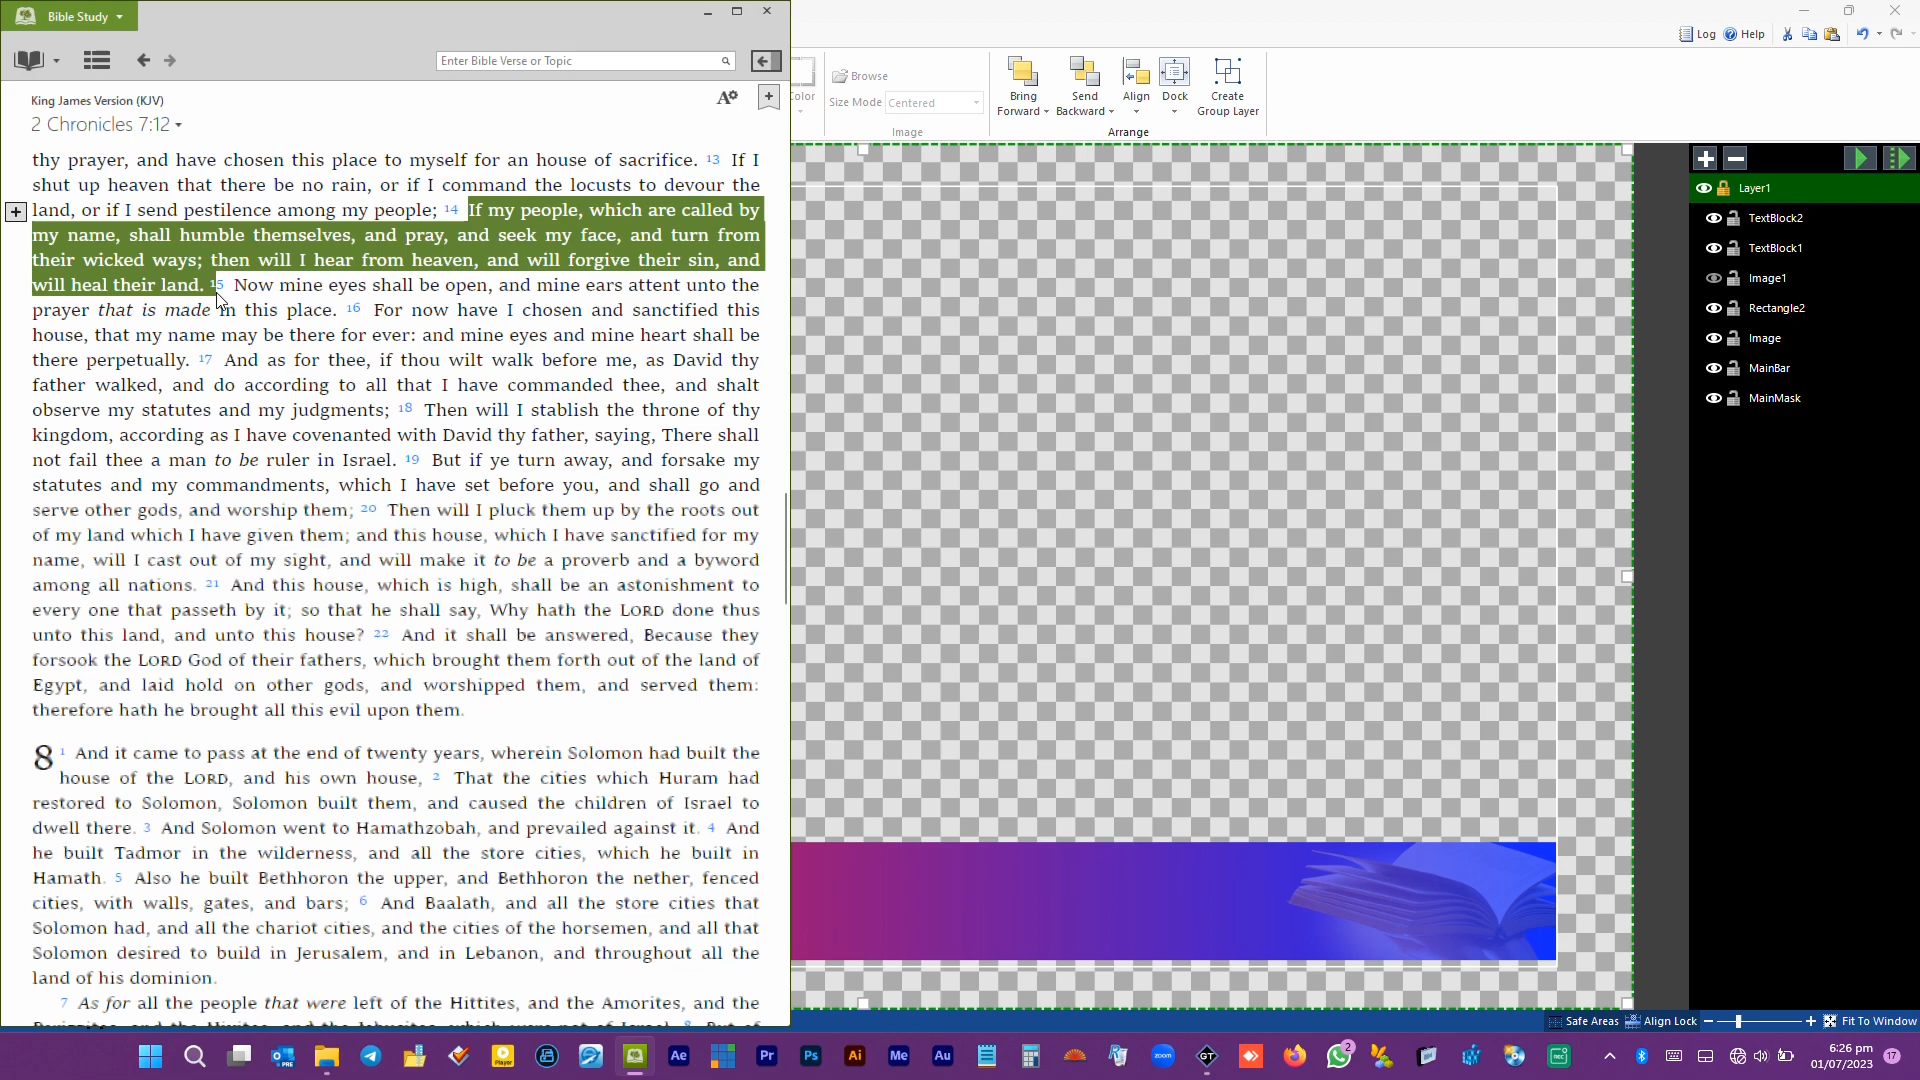 Bible Study
Enter Bible Verse or Topic
King James Version (KJV)
2 Chronicles 7:12
thy prayer, and have chosen this place to myself for an house of sacrifice. 13 If I
shut up heaven that there be no rain, or if I command the locusts to devour the
land, or if I send pestilence among my people; 14 If my people, which are called by
my name, shall humble themselves, and pray, and seek my face, and turn from
their wicked ways; then will I hear from heaven, and will forgive their sin, and
will heal their land. 15 Now mine eyes shall be open, and mine ears attent unto the
prayer that is made in this place. 16 For now have I chosen and sanctified this
house, that my name may be there for ever: and mine eyes and mine heart shall be
there perpetually. 17 And as for thee, if thou wilt walk before me, as David thy
father walked, and do according to all that I have commanded thee, and shalt
observe my statutes and my judgments; 18 Then will I stablish the throne of thy
kingdom, according as I have covenanted with David thy father, saying, There shall
not fail thee a man to be ruler in Israel. 19 But if ye turn away, and forsake my
statutes and my commandments, which I have set before you, and shall go and
serve other gods, and worship them; 20 Then will I pluck them up by the roots out
of my land which I have given them; and this house, which I have sanctified for my
name, will I cast out of my sight, and will make it to be a proverb and a byword
among all nations. 21 And this house, which is high, shall be an astonishment to
every one that passeth by it; so that he shall say, Why hath the LORD done thus
unto this land, and unto this house? 22 And it shall be answered, Because they
forsook the LORD God of their fathers, which brought them forth out of the land of
Egypt, and laid hold on other gods, and worshipped them, and served them:
therefore hath he brought all this evil upon them.
8 1 And it came to pass at the end of twenty years, wherein Solomon had built the
house of the LORD, and his own house, 2 That the cities which Huram had
restored to Solomon, Solomon built them, and caused the children of Israel to
dwell there. 3 And Solomon went to Hamathzobah, and prevailed against it. 4 And
he built Tadmor in the wilderness, and all the store cities, which he built in
Hamath. 5 Also he built Bethhoron the upper, and Bethhoron the nether, fenced
cities, with walls, gates, and bars; 6 And Baalath, and all the store cities that
Solomon had, and all the chariot cities, and the cities of the horsemen, and all that
Solomon desired to build in Jerusalem, and in Lebanon, and throughout all the
land of his dominion.
7 As for all the people that were left of the Hittites, and the Amorites, and the
Log Help
Browse
Size Mode Centered
Image
Bring Forward
Send Backward
Align
Dock
Create Group Layer
Arrange
Layer1
TextBlock2
TextBlock1
Image1
Rectangle2
Image
MainBar
MainMask
Safe Areas Align Lock Fit To Window
PRE
Player
Ae
Pr
Ps
Ai
Me
Au
zoom
GT
2
6:26 pm
01/07/2023
17